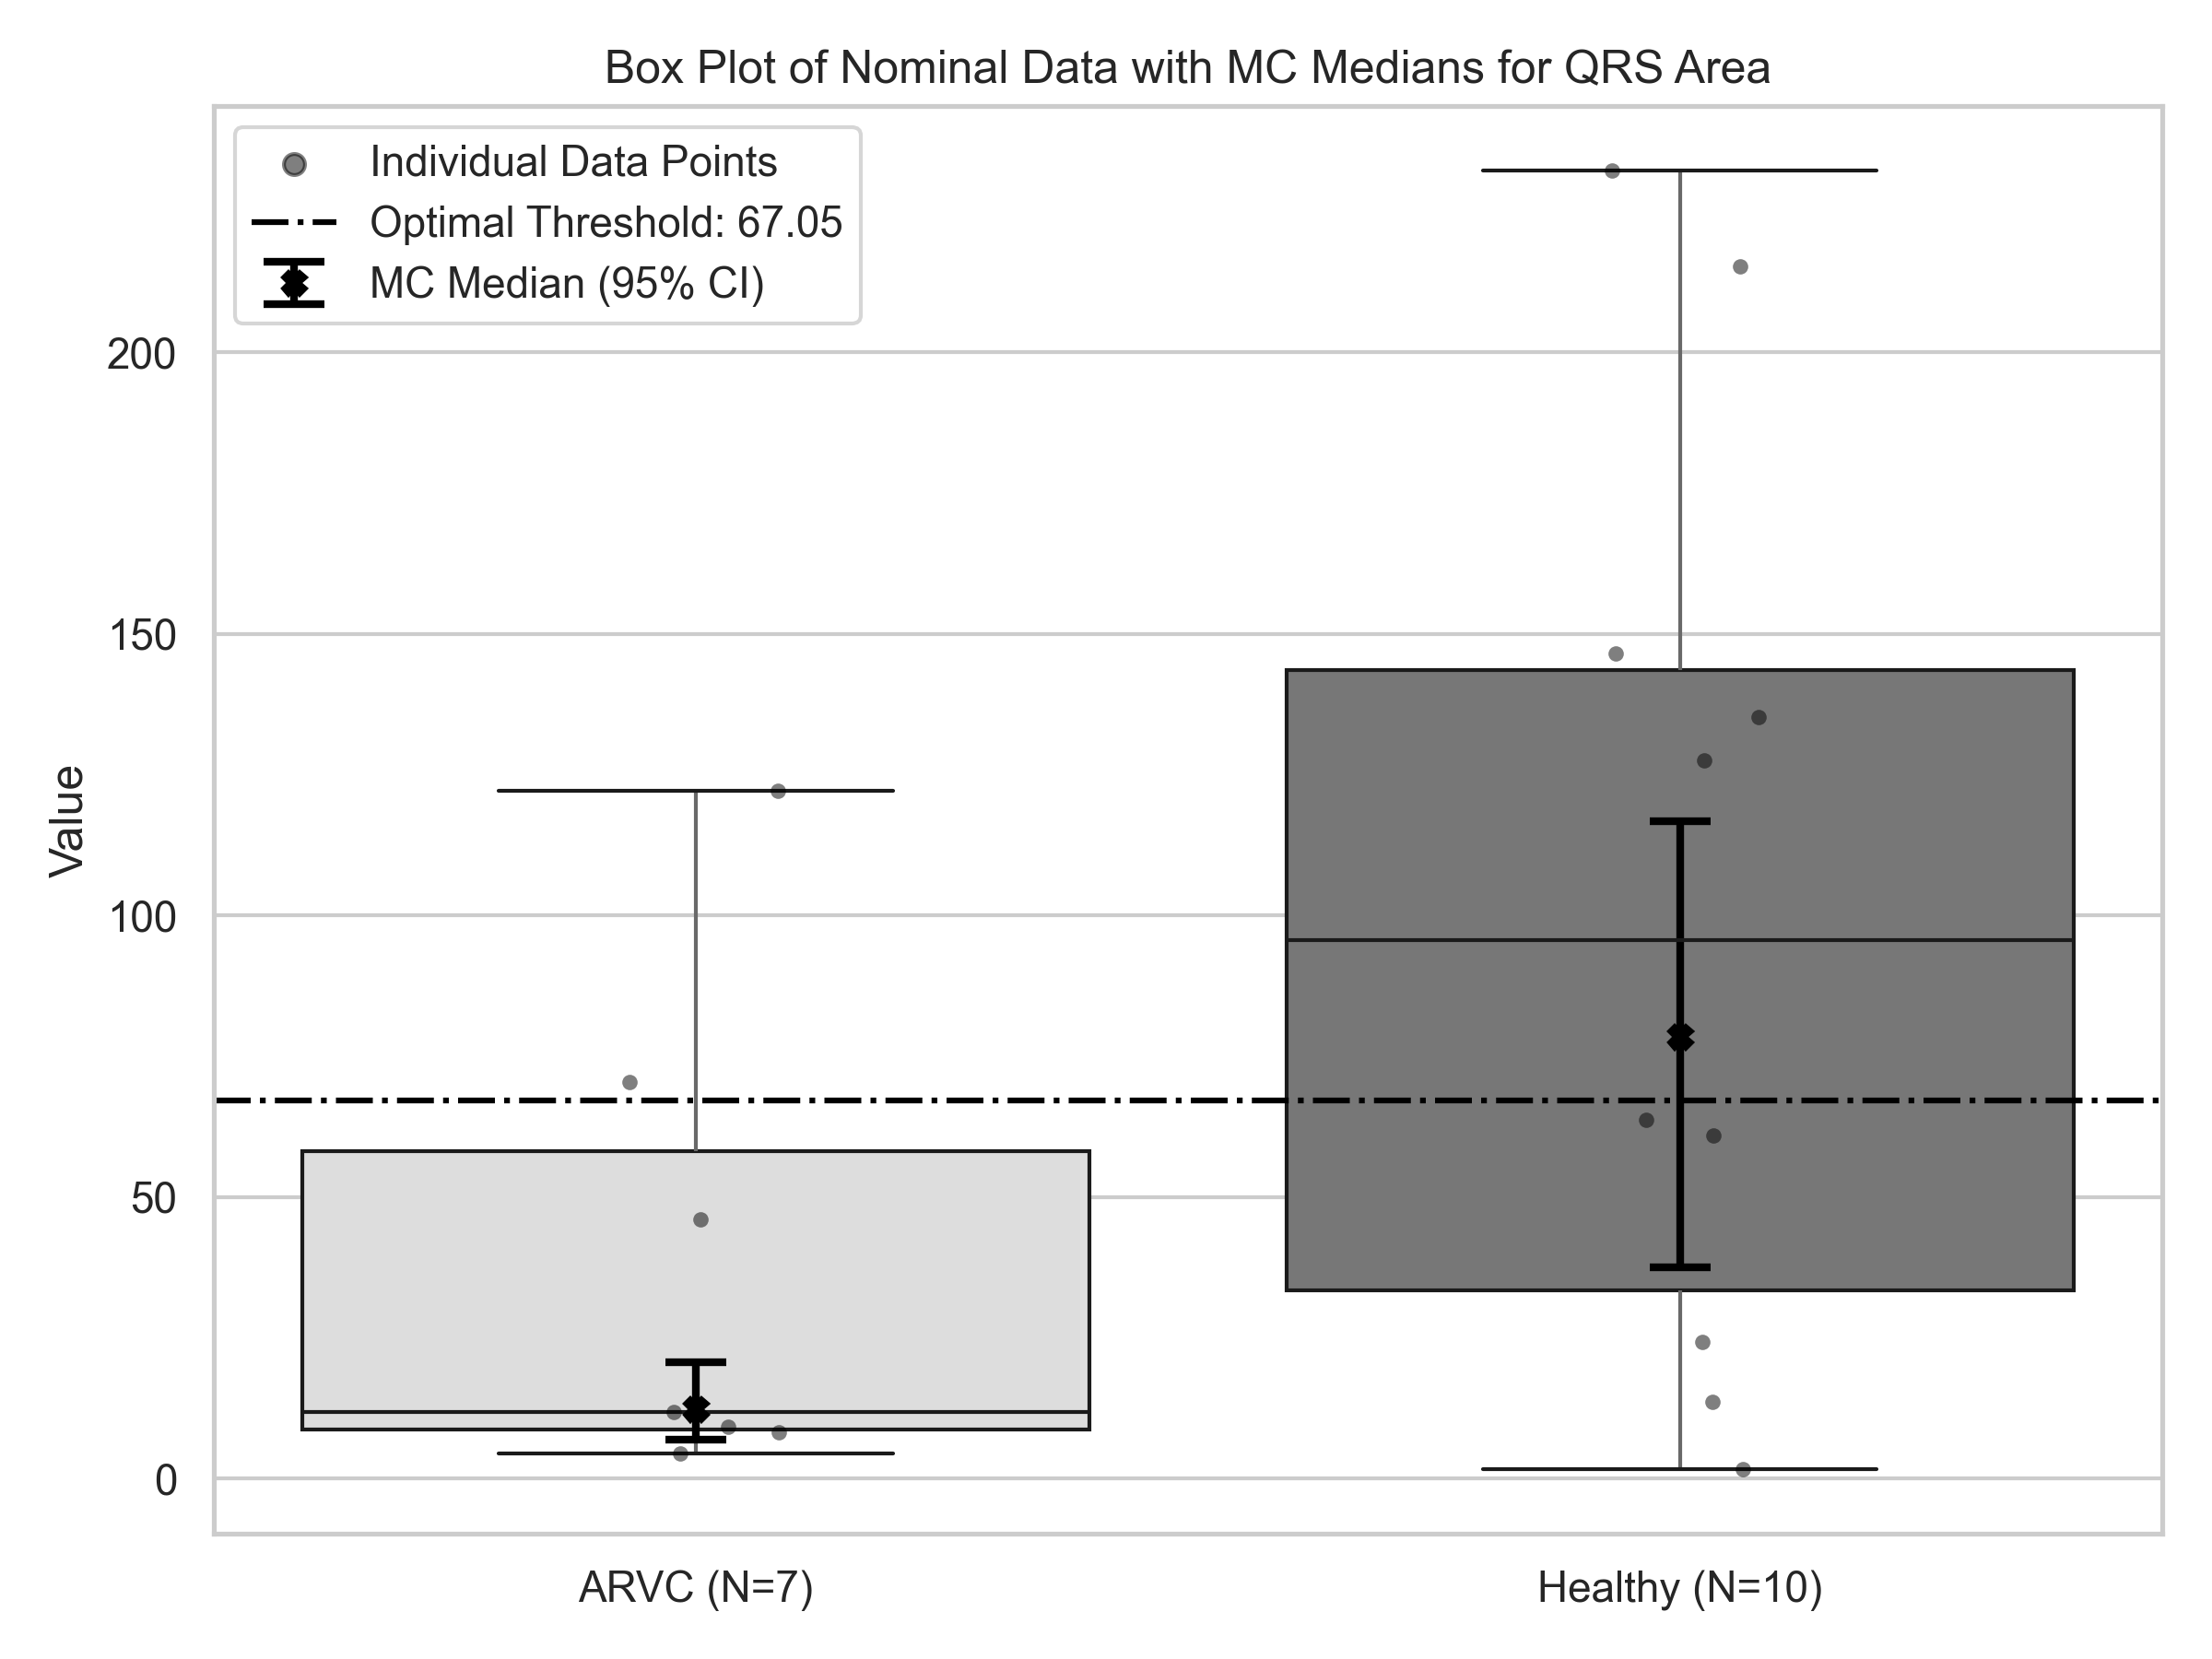 Box Plot of Nominal Data with MC Medians for QRS Area
Individual Data Points
Optimal Threshold: 67.05
MC Median (95% CI)
Value
200
150
100
50
0
ARVC (N=7)
Healthy (N=10)